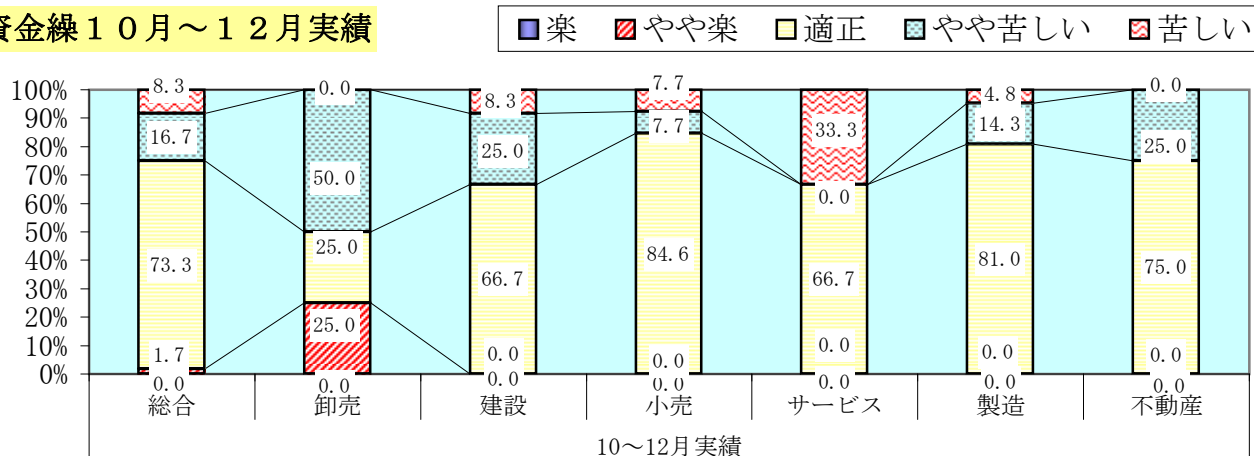 資金繰１０月～１２月実績
楽 やや楽 適正 やや苦しい 苦しい
100% 8.3 0.0 8.3 7.7 33.3 4.8 0.0
90%
80% 16.7 50.0 25.0 7.7 0.0 14.3 25.0
70%
60%
50%
40% 73.3 25.0 66.7 84.6 66.7 81.0 75.0
30%
20%
10% 1.7 25.0 0.0 0.0 0.0 0.0 0.0
0% 0.0 0.0 0.0 0.0 0.0 0.0 0.0
総合 卸売 建設 小売 サービス 製造 不動産
10～12月実績